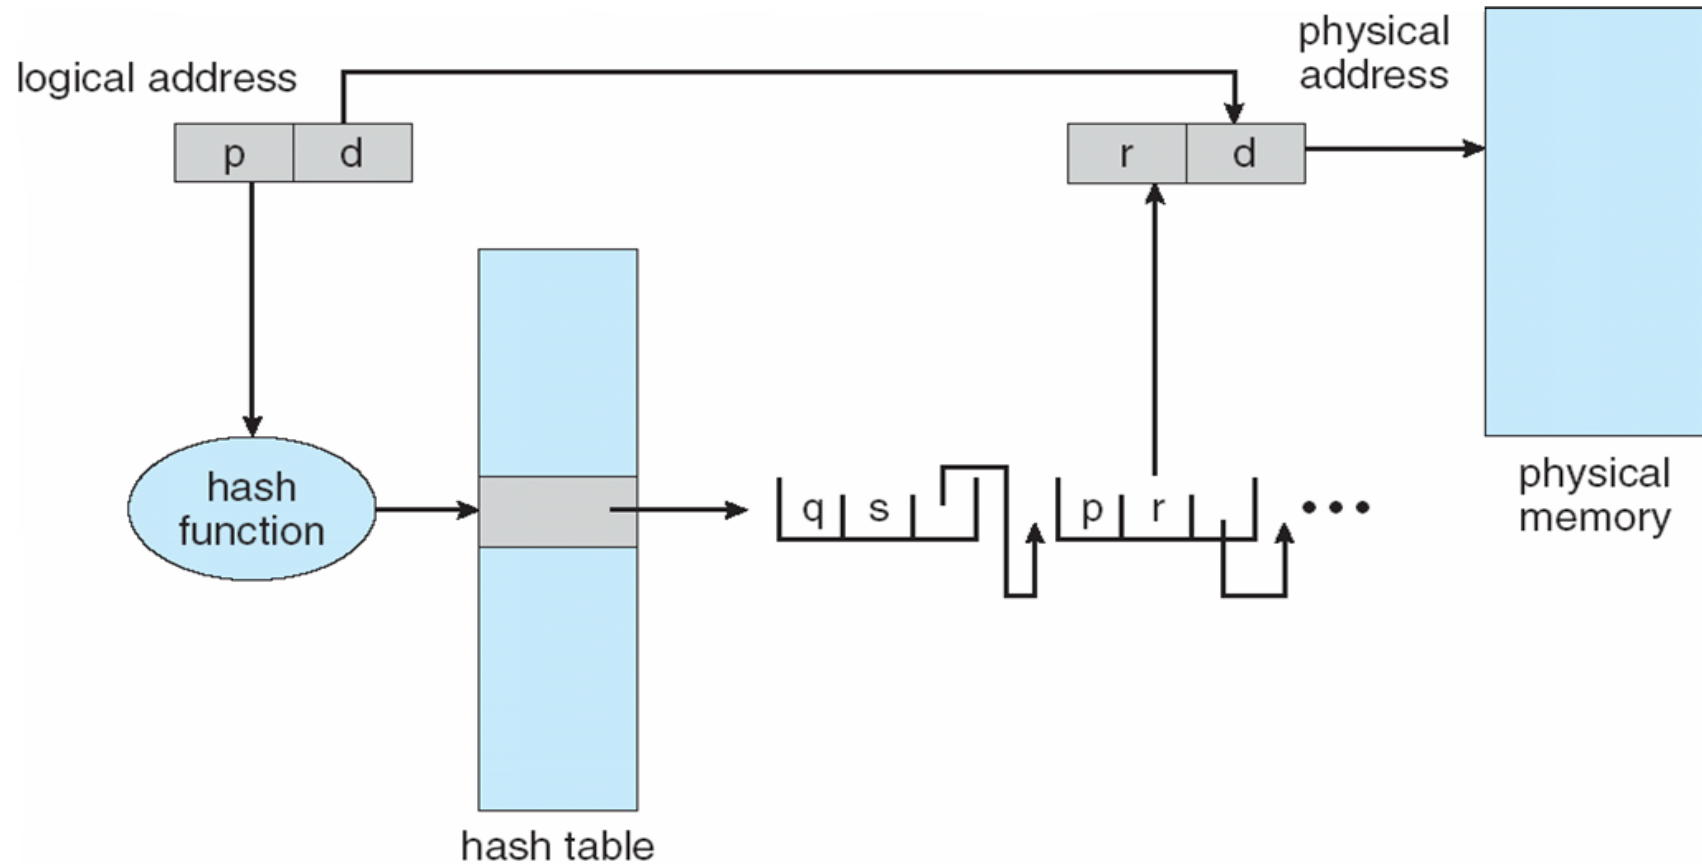 logical address
physical
address
p d
r d
hash
function
q s
p r
•••
physical
memory
hash table